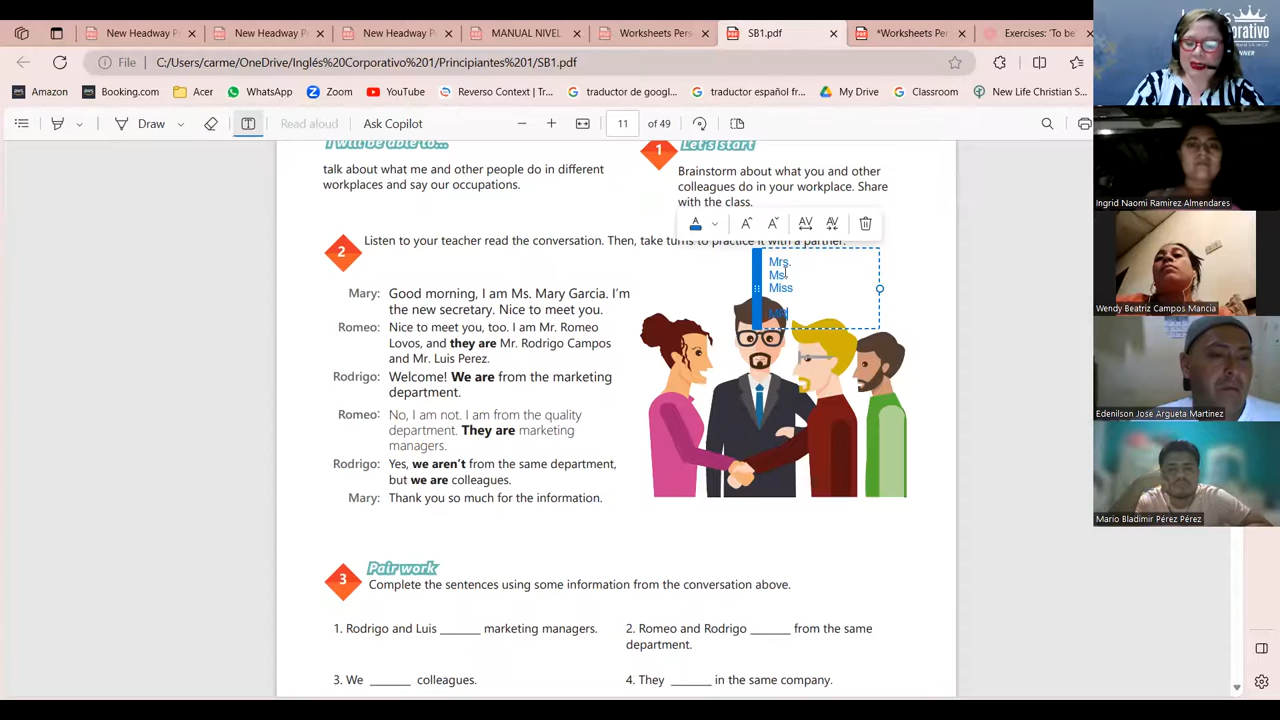 New Headway P
New Headway P
New Headway P
MANUAL NIVEL
Worksheets Pers
SB1.pdf
*Worksheets Per
Exercises: 'To be'
File
C:/Users/carme/OneDrive/Inglés%20Corporativo%201/Principiantes%201/SB1.pdf
Amazon
Booking.com
Acer
WhatsApp
Zoom
YouTube
Reverso Context | Tr...
traductor de googl...
traductor español fr...
My Drive
Classroom
New Life Christian S...
Draw
Read aloud
Ask Copilot
11
of 49
I will be able to...
talk about what me and other people do in different
workplaces and say our occupations.
1
Let's start
Brainstorm about what you and other
colleagues do in your workplace. Share
with the class.
2
Listen to your teacher read the conversation. Then, take turns to practice it with a partner.
Mrs.
Ms.
Miss
Mary: Good morning, I am Ms. Mary Garcia. I'm
the new secretary. Nice to meet you.
Romeo: Nice to meet you, too. I am Mr. Romeo
Lovos, and they are Mr. Rodrigo Campos
and Mr. Luis Perez.
Rodrigo: Welcome! We are from the marketing
department.
Romeo: No, I am not. I am from the quality
department. They are marketing
managers.
Rodrigo: Yes, we aren't from the same department,
but we are colleagues.
Mary: Thank you so much for the information.
3
Pair work
Complete the sentences using some information from the conversation above.
1. Rodrigo and Luis _______ marketing managers.
2. Romeo and Rodrigo _______ from the same
department.
3. We _______ colleagues.
4. They _______ in the same company.
Ingrid Naomi Ramirez Almendares
Wendy Beatriz Campos Mancia
Edenilson José Argueta Martinez
Mario Bladimir Pérez Pérez